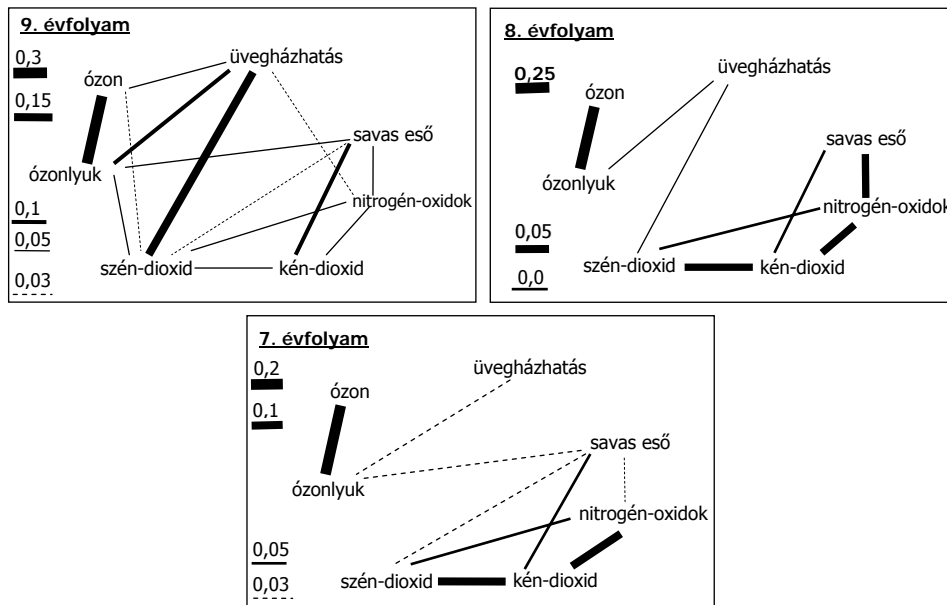 9. évfolyam
0,3
üvegházhatás
ózon
0,15
savas eső
ózonlyuk
nitrogén-oxidok
0,1
0,05
szén-dioxid
kén-dioxid
0,03
8. évfolyam
0,25
üvegházhatás
ózon
savas eső
ózonlyuk
nitrogén-oxidok
0,05
szén-dioxid
kén-dioxid
0,0
7. évfolyam
0,2
üvegházhatás
ózon
0,1
savas eső
ózonlyuk
nitrogén-oxidok
0,05
szén-dioxid
kén-dioxid
0,03